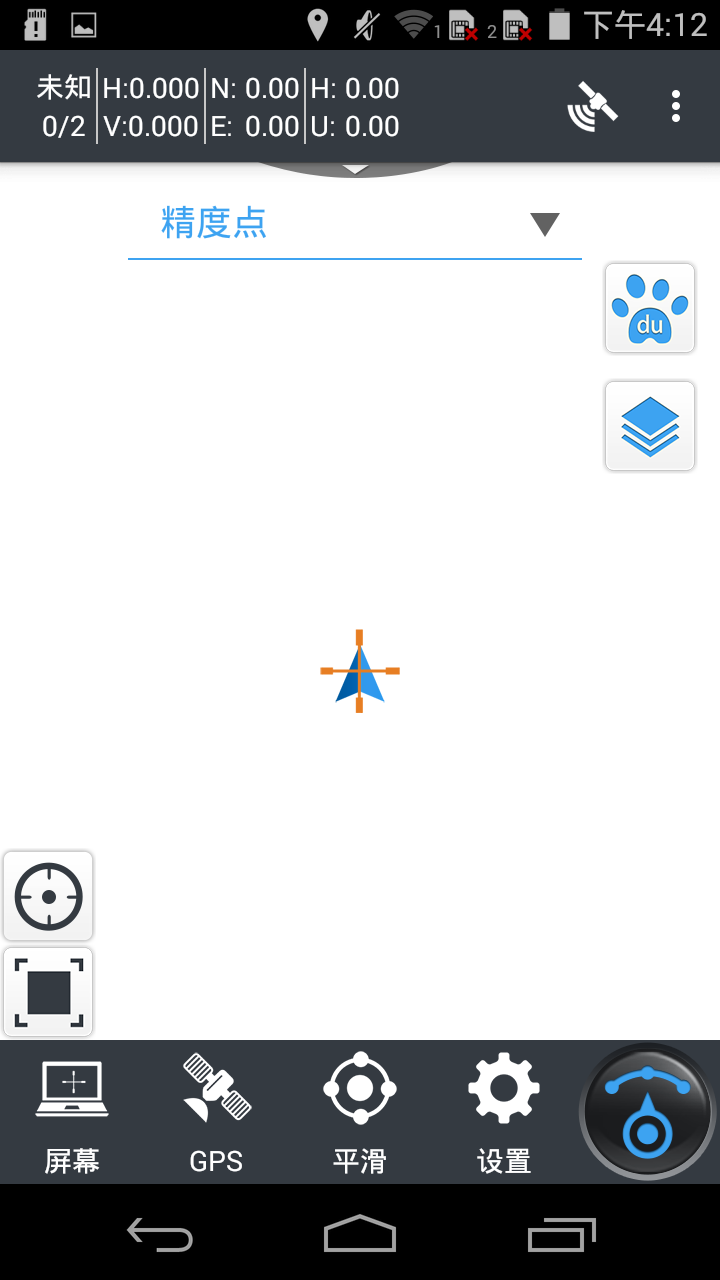 1 2 下午4:12
未知 H:0.000 N: 0.00 H: 0.00
0/2 V:0.000 E: 0.00 U: 0.00
精度点
du
屏幕 GPS 平滑 设置